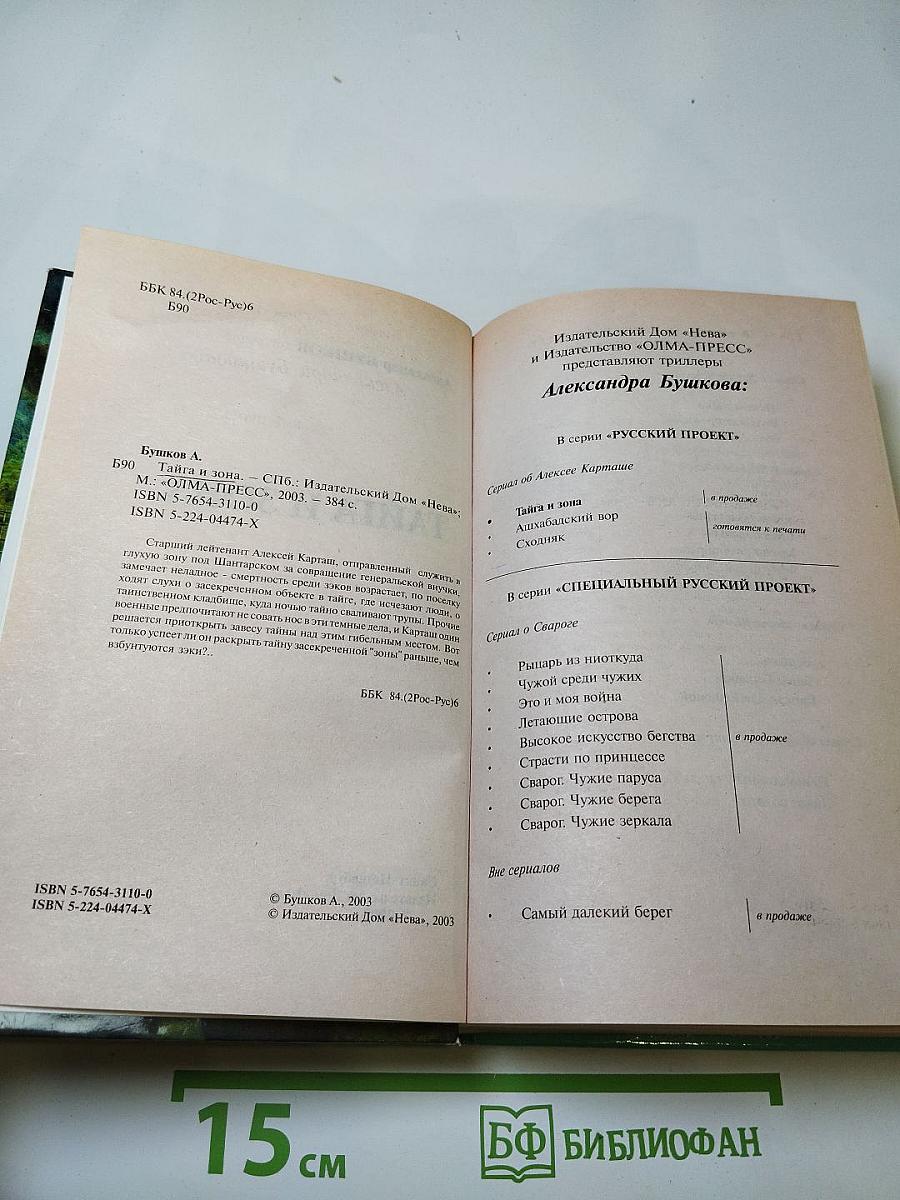 ББК 84.(2Рос-Рус)6
Б90
Бушков А.
Б90 Тайга и зона. – СПб.: Издательский Дом «Нева»;
М.: «ОЛМА-ПРЕСС», 2003. – 384 с.
ISBN 5-7654-3110-0
ISBN 5-224-04474-X
Старший лейтенант Алексей Карташ, отправленный служить в
глухую зону под Шантарском за совращение генеральской внучки,
замечает неладное - смертность среди зэков возрастает, по поселку
ходят слухи о засекреченном объекте в тайге, где исчезают люди, о
таинственном кладбище, куда ночью тайно сваливают трупы. Прочие
военные предпочитают не совать нос в эти темные дела, и Карташ один
решается приоткрыть завесу тайны над этим гибельным местом. Вот
только успеет ли он раскрыть тайну засекреченной "зоны" раньше, чем
взбунтуются зэки?..
ББК 84.(2Рос-Рус)6
ISBN 5-7654-3110-0
ISBN 5-224-04474-X
© Бушков А., 2003
© Издательский Дом «Нева», 2003
Издательский Дом «Нева»
и Издательство «ОЛМА-ПРЕСС»
представляют триллеры
Александра Бушкова:
В серии «РУССКИЙ ПРОЕКТ»
Сериал об Алексее Карташе
• Тайга и зона
в продаже
• Ашхабадский вор
• Сходняк
готовятся к печати
В серии «СПЕЦИАЛЬНЫЙ РУССКИЙ ПРОЕКТ»
Сериал о Свароге
• Рыцарь из ниоткуда
• Чужой среди чужих
• Это и моя война
• Летающие острова
• Высокое искусство бегства
• Страсти по принцессе
• Сварог. Чужие паруса
• Сварог. Чужие берега
• Сварог. Чужие зеркала
в продаже
Вне сериалов
• Самый далекий берег
в продаже
15 см
БФ БИБЛИОФАН